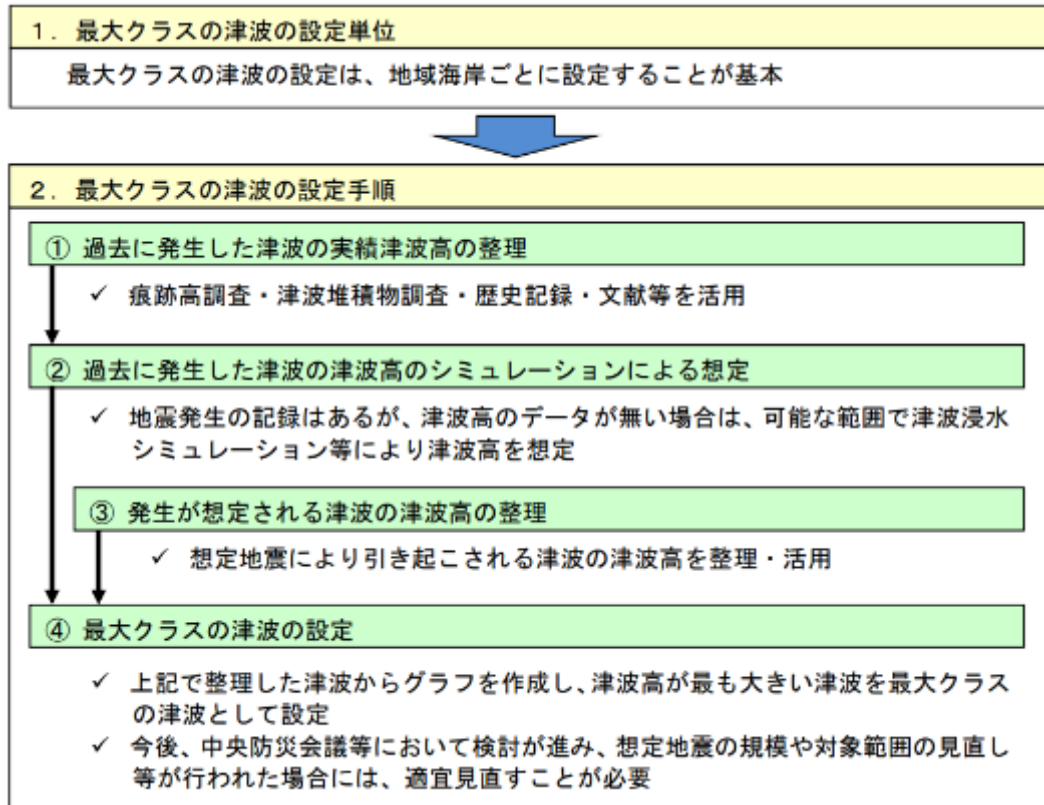 1．最大クラスの津波の設定単位
最大クラスの津波の設定は、地域海岸ごとに設定することが基本
2．最大クラスの津波の設定手順
① 過去に発生した津波の実績津波高の整理
✓ 痕跡高調査・津波堆積物調査・歴史記録・文献等を活用
② 過去に発生した津波の津波高のシミュレーションによる想定
✓ 地震発生の記録はあるが、津波高のデータが無い場合は、可能な範囲で津波浸水
シミュレーション等により津波高を想定
③ 発生が想定される津波の津波高の整理
✓ 想定地震により引き起こされる津波の津波高を整理・活用
④ 最大クラスの津波の設定
✓ 上記で整理した津波からグラフを作成し、津波高が最も大きい津波を最大クラス
の津波として設定
✓ 今後、中央防災会議等において検討が進み、想定地震の規模や対象範囲の見直し
等が行われた場合には、適宜見直すことが必要